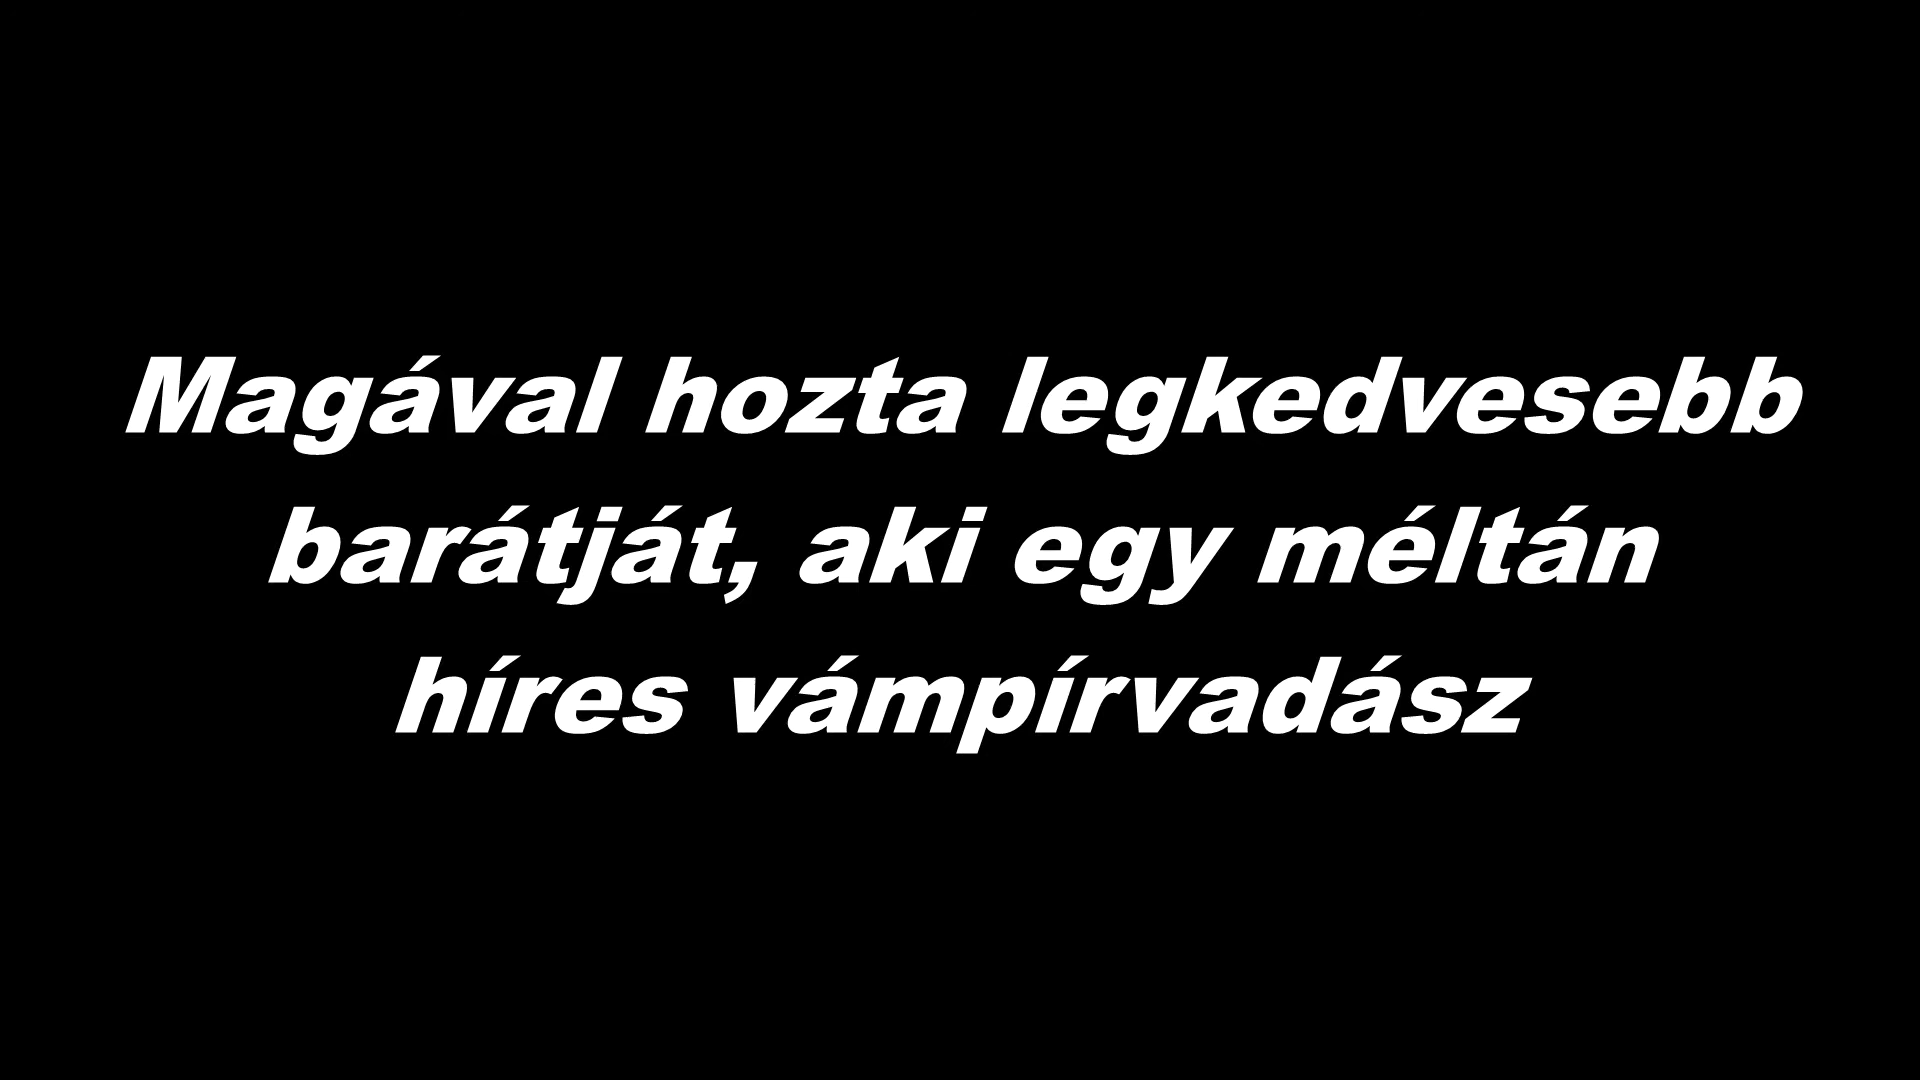 Magával hozta legkedvesebb
barátját, aki egy méltán
híres vámpírvadász